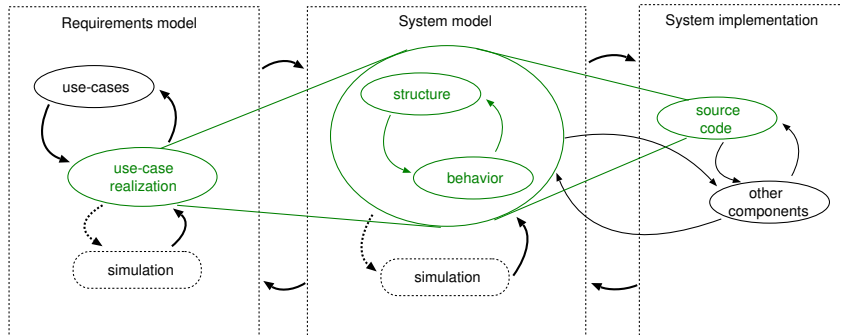 Requirements model
System model
System implementation
use-cases
use-case
realization
simulation
structure
behavior
simulation
source
code
other
components